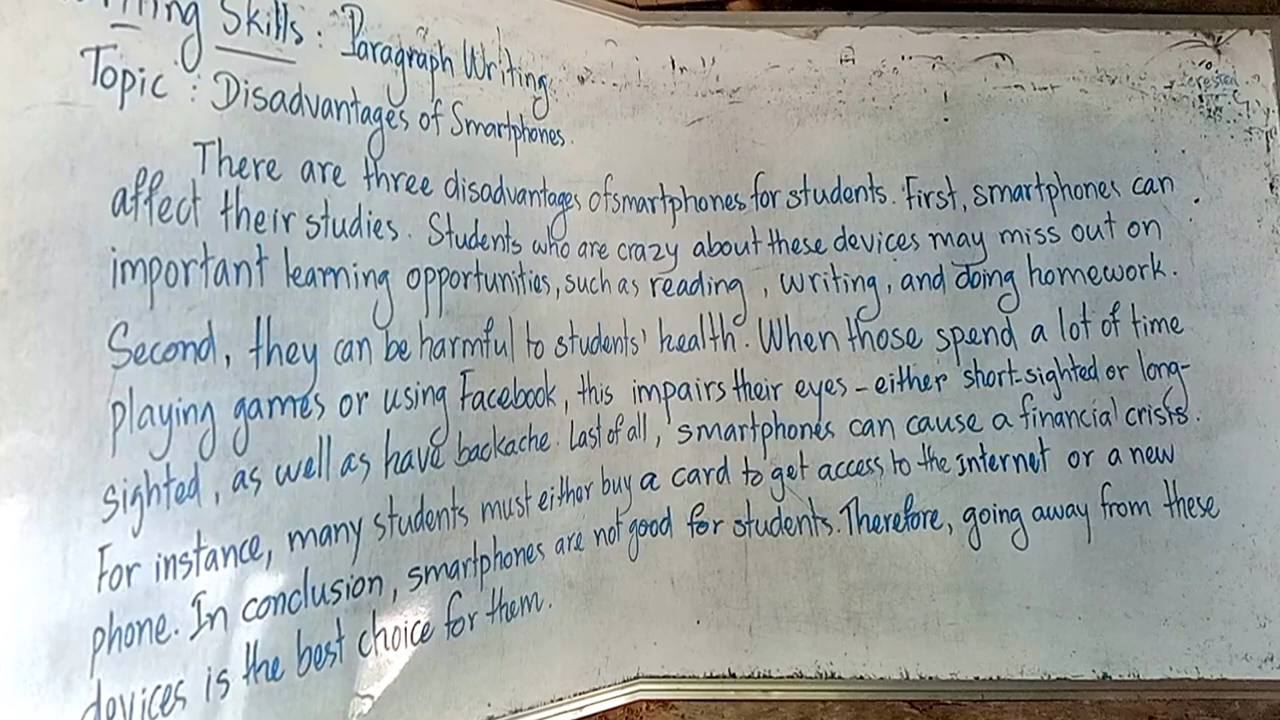 Writing Skills : Paragraph Writing
Topic : Disadvantages of Smartphones.
There are three disadvantages of smartphones for students. First, smartphones can
affect their studies. Students who are crazy about these devices may miss out on
important learning opportunities, such as reading, writing, and doing homework.
Second, they can be harmful to students' health. When those spend a lot of time
playing games or using Facebook, this impairs their eyes – either short-sighted or long-
sighted, as well as have backache. Last of all, smartphones can cause a financial crisis.
For instance, many students must either buy a card to get access to the internet or a new
phone. In conclusion, smartphones are not good for students. Therefore, going away from these
devices is the best choice for them.